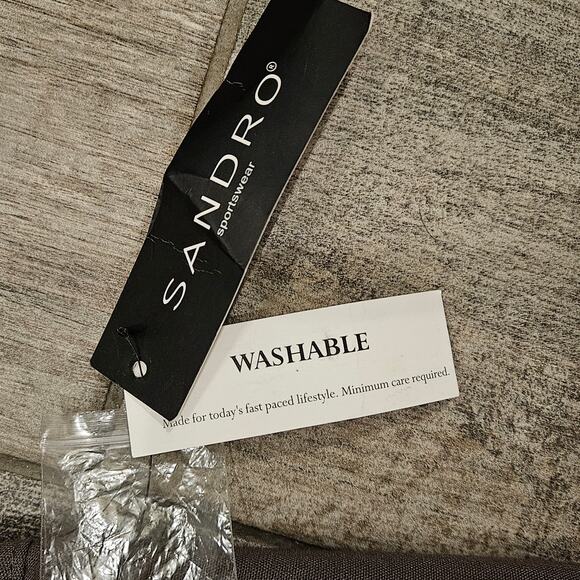 SANDRO®
sportswear
WASHABLE
Made for today's fast paced lifestyle. Minimum care required.